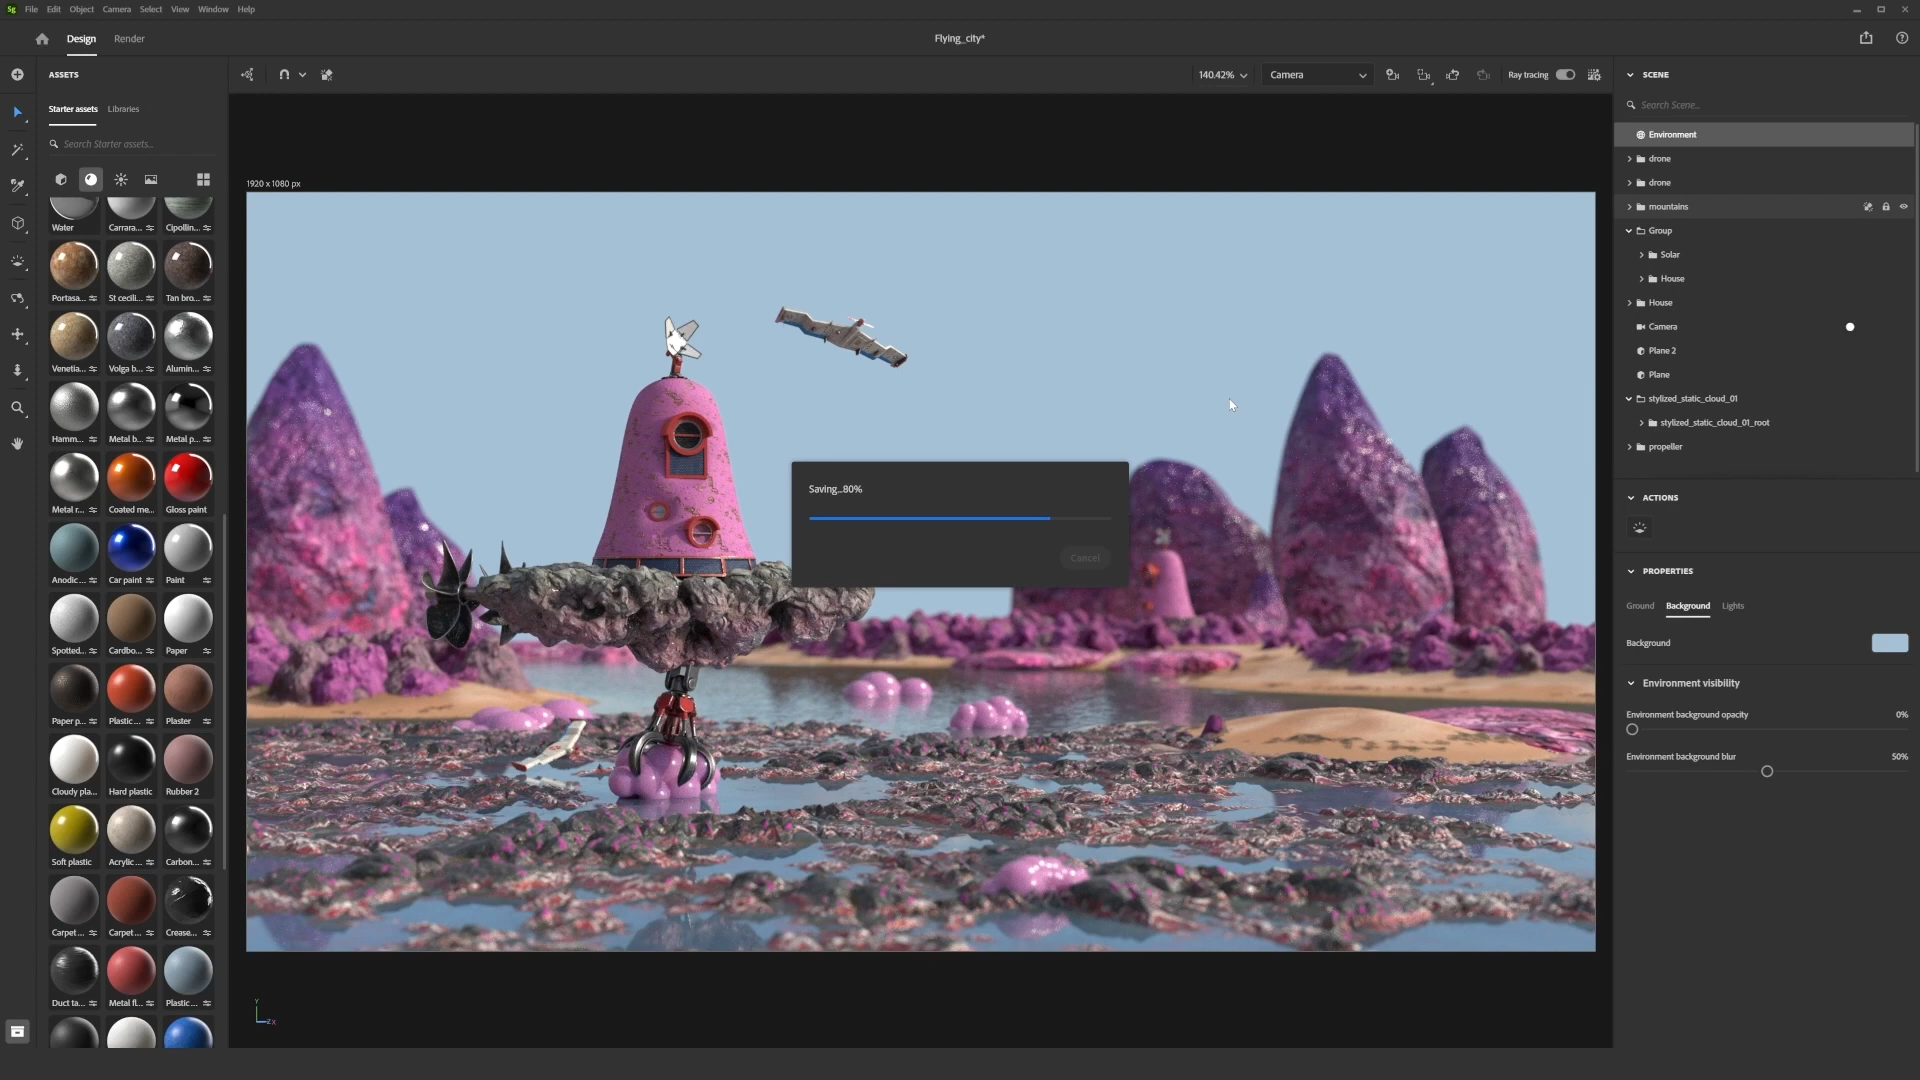 Sg File Edit Object Camera Select View Window Help
Design Render Flying_city*
ASSETS
140.42% Camera Ray tracing
Starter assets Libraries
Search Starter assets...
1920 x 1080 px
Water Carrara... Cipollin...
Portasa... St cecili... Tan bro...
Venetia... Volga b... Alumin...
Hamm... Metal b... Metal p...
Metal r... Coated me... Gloss paint
Anodic... Car paint Paint
Spotted... Cardbo... Paper
Paper p... Plastic... Plaster
Cloudy pla... Hard plastic Rubber 2
Soft plastic Acrylic... Carbon...
Carpet... Carpet... Crease...
Duct ta... Metal fl... Plastic...
Saving...80%
Cancel
Y
Z X
SCENE
Search Scene...
Environment
drone
drone
mountains
Group
Solar
House
House
Camera
Plane 2
Plane
stylized_static_cloud_01
stylized_static_cloud_01_root
propeller
ACTIONS
PROPERTIES
Ground Background Lights
Background
Environment visibility
Environment background opacity 0%
Environment background blur 50%